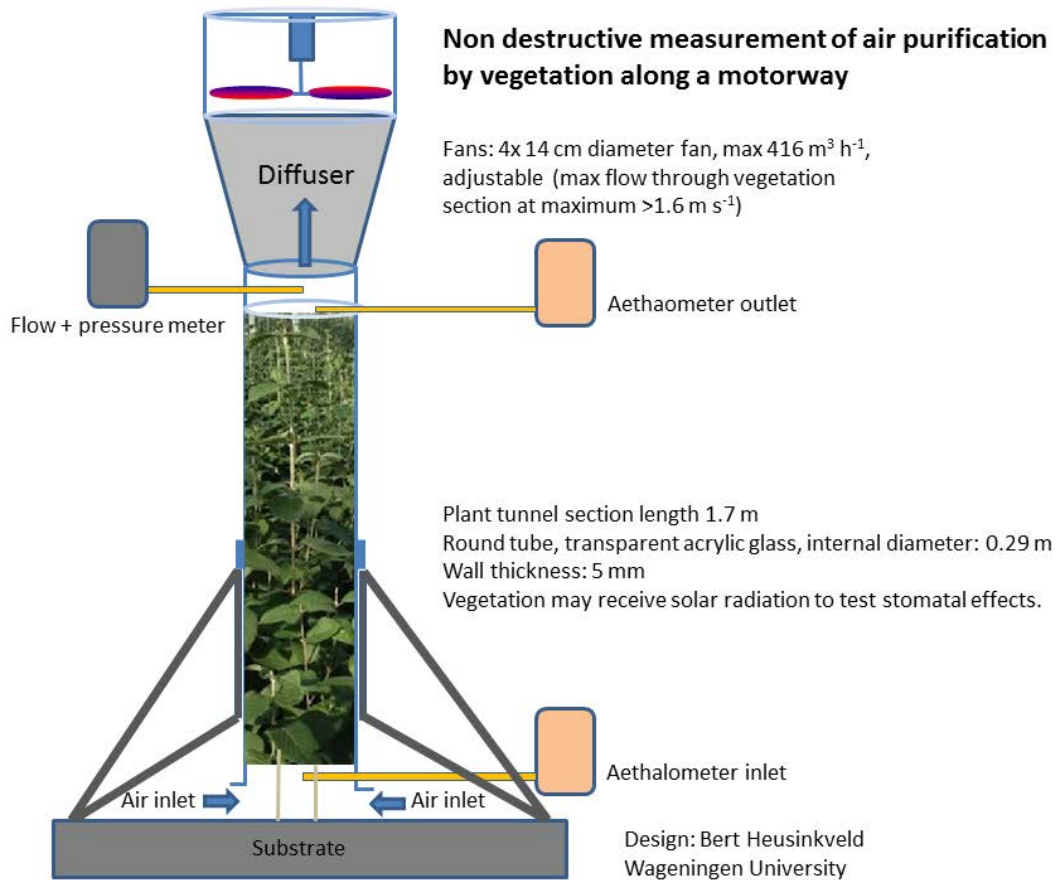 Non destructive measurement of air purification
by vegetation along a motorway
Fans: 4x 14 cm diameter fan, max 416 m³ h⁻¹,
adjustable (max flow through vegetation
section at maximum >1.6 m s⁻¹)
Diffuser
Flow + pressure meter
Aethaometer outlet
Plant tunnel section length 1.7 m
Round tube, transparent acrylic glass, internal diameter: 0.29 m
Wall thickness: 5 mm
Vegetation may receive solar radiation to test stomatal effects.
Aethalometer inlet
Air inlet
Air inlet
Substrate
Design: Bert Heusinkveld
Wageningen University